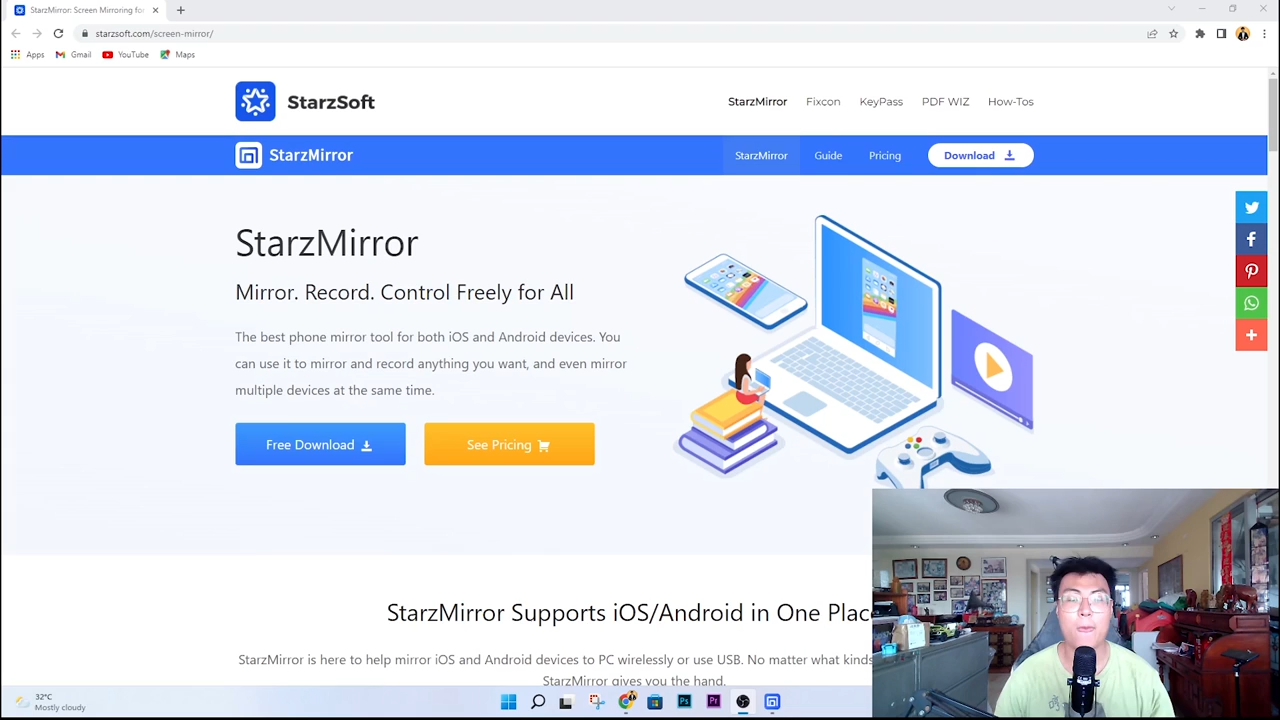 StarzMirror: Screen Mirroring for
starzsoft.com/screen-mirror/
Apps Gmail YouTube Maps
StarzSoft
StarzMirror Fixcon KeyPass PDF WIZ How-Tos
StarzMirror
StarzMirror Guide Pricing Download
StarzMirror
Mirror. Record. Control Freely for All
The best phone mirror tool for both iOS and Android devices. You
can use it to mirror and record anything you want, and even mirror
multiple devices at the same time.
Free Download See Pricing
StarzMirror Supports iOS/Android in One Plac
StarzMirror is here to help mirror iOS and Android devices to PC wirelessly or use USB. No matter what kinds
StarzMirror gives you the hand.
32°C
Mostly cloudy
Ps
Pr